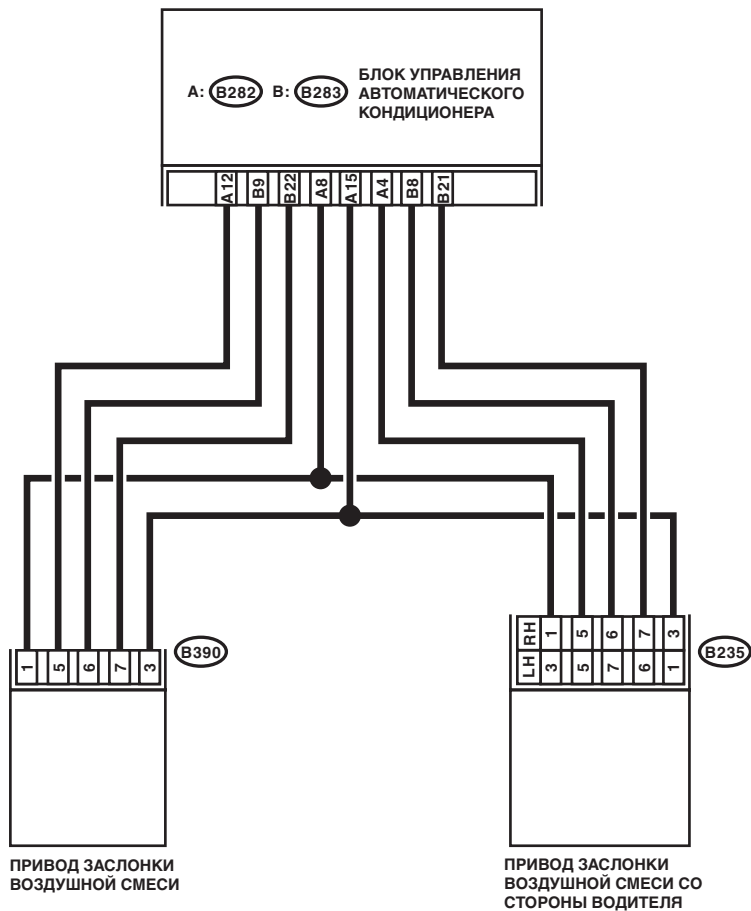 A: B282 B: B283
БЛОК УПРАВЛЕНИЯ
АВТОМАТИЧЕСКОГО
КОНДИЦИОНЕРА
A12 B9 B22 A8 A15 A4 B8 B21
1 5 6 7 3
B390
RH 1 5 6 7 3
LH 3 5 7 6 1
B235
ПРИВОД ЗАСЛОНКИ
ВОЗДУШНОЙ СМЕСИ
ПРИВОД ЗАСЛОНКИ
ВОЗДУШНОЙ СМЕСИ СО
СТОРОНЫ ВОДИТЕЛЯ